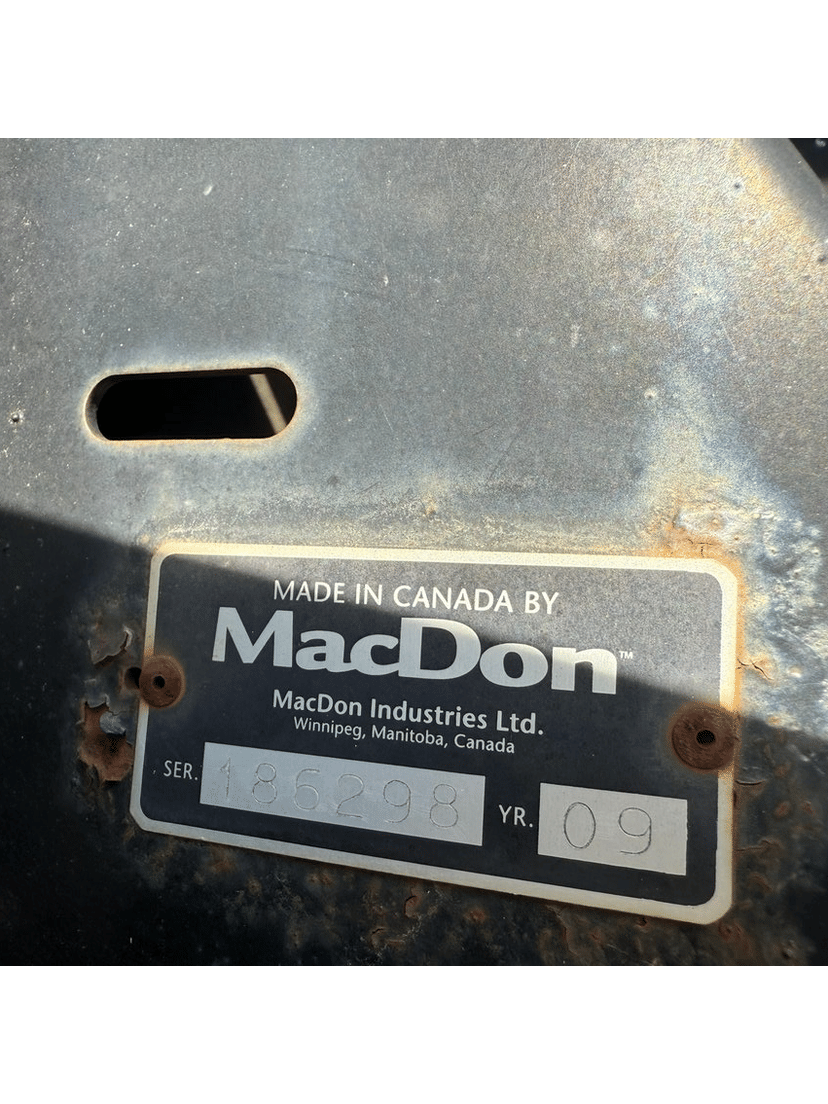 MADE IN CANADA BY
MacDon™
MacDon Industries Ltd.
Winnipeg, Manitoba, Canada
SER. 186298 YR. 09